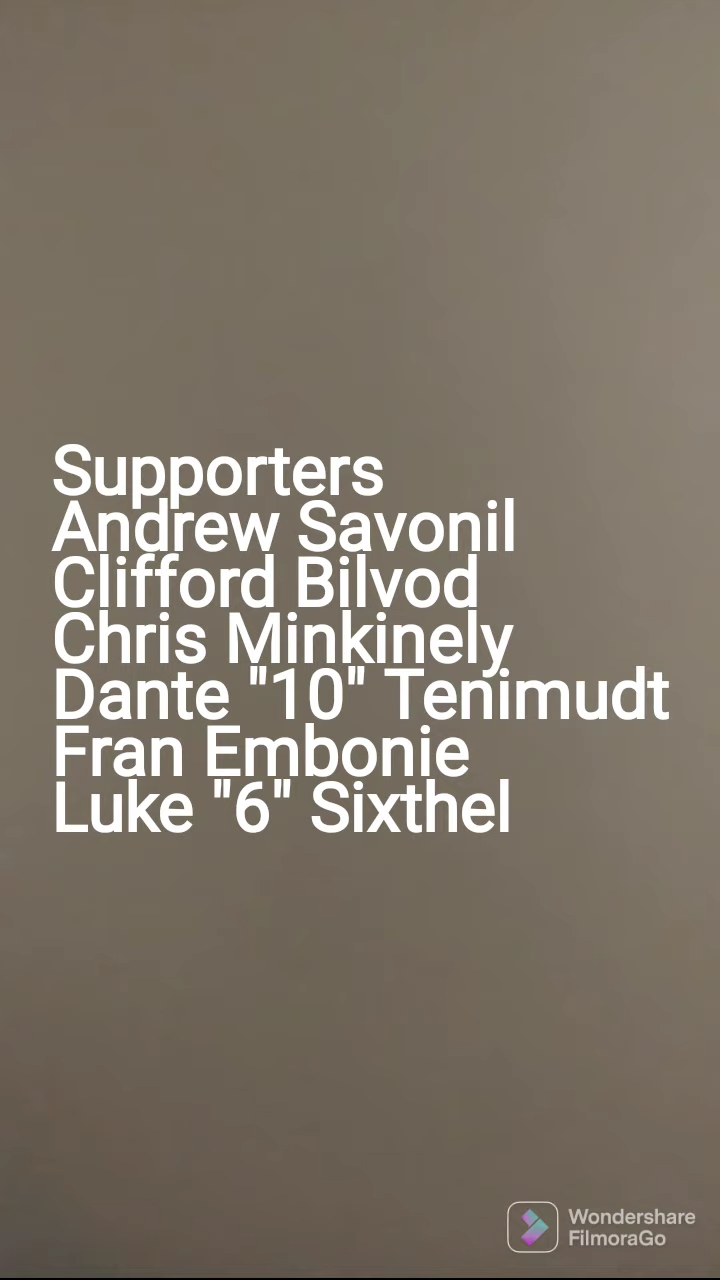 Supporters
Andrew Savonil
Clifford Bilvod
Chris Minkinely
Dante "10" Tenimudt
Fran Embonie
Luke "6" Sixthel
Wondershare
FilmoraGo